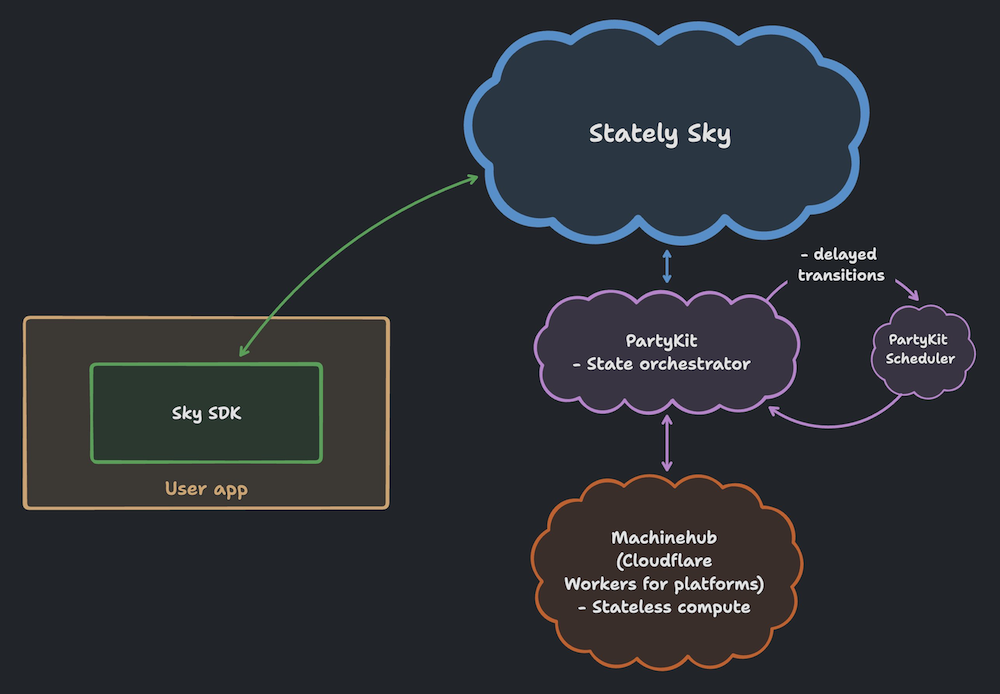 Stately Sky
- delayed
transitions
PartyKit
- State orchestrator
PartyKit
Scheduler
Sky SDK
User app
Machinehub
(Cloudflare
Workers for platforms)
- Stateless compute